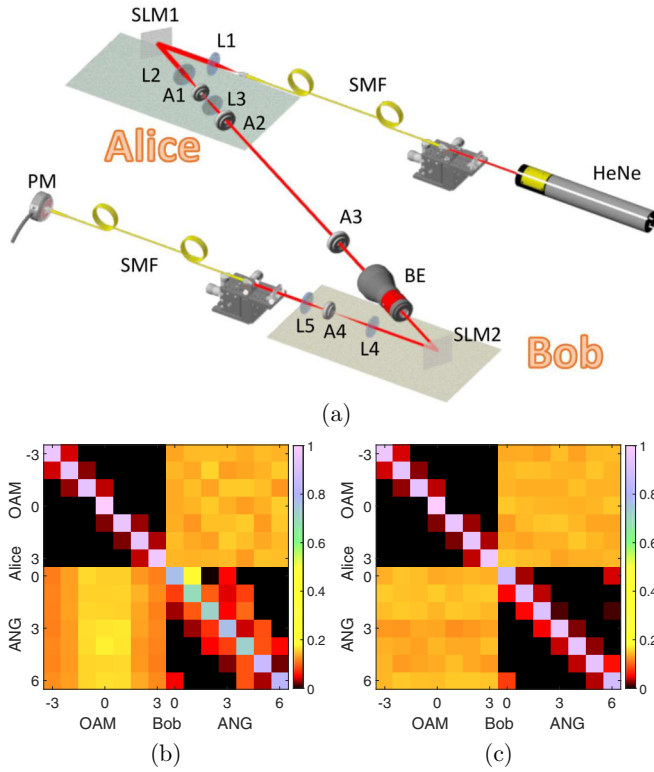 SLM1
L1
L2
SMF
A1
L3
A2
Alice
HeNe
PM
A3
SMF
BE
L5
A4
SLM2
L4
Bob
(a)
-3
OAM
0
3
Alice
0
ANG
3
6
-3 0 3 0 3 6
OAM Bob ANG
1
0.8
0.6
0.4
0.2
0
(b)
-3
OAM
0
3
Alice
0
ANG
3
6
-3 0 3 0 3 6
OAM Bob ANG
1
0.8
0.6
0.4
0.2
0
(c)